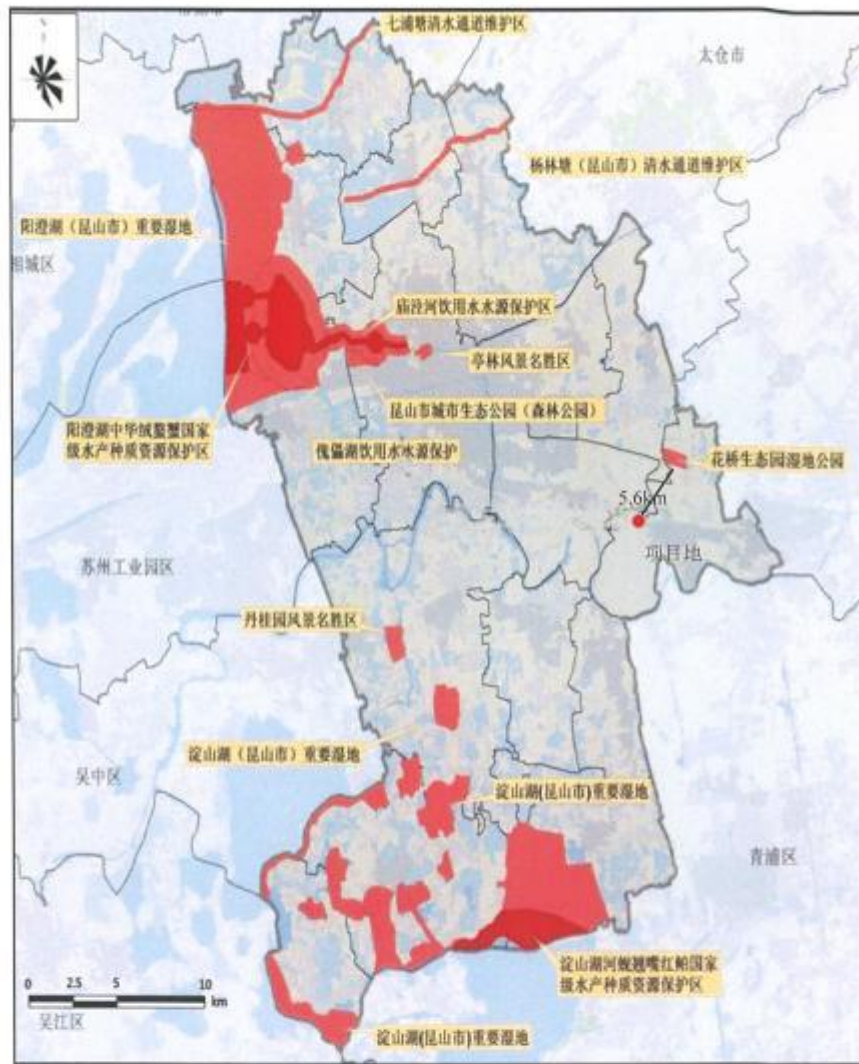 七浦塘清水通道维护区
太仓市
杨林塘（昆山市）清水通道维护区
阳澄湖（昆山市）重要湿地
相城区
庙泾河饮用水水源保护区
亭林风景名胜区
昆山市城市生态公园（森林公园）
阳澄湖中华绒螯蟹国家
级水产种质资源保护区
傀儡湖饮用水水源保护
花桥生态园湿地公园
5.6km
项目地
苏州工业园区
丹桂园风景名胜区
淀山湖（昆山市）重要湿地
吴中区
淀山湖(昆山市)重要湿地
青浦区
淀山湖河蚬翘嘴红鲌国家
级水产种质资源保护区
0 2.5 5 10
km
吴江区
淀山湖(昆山市)重要湿地